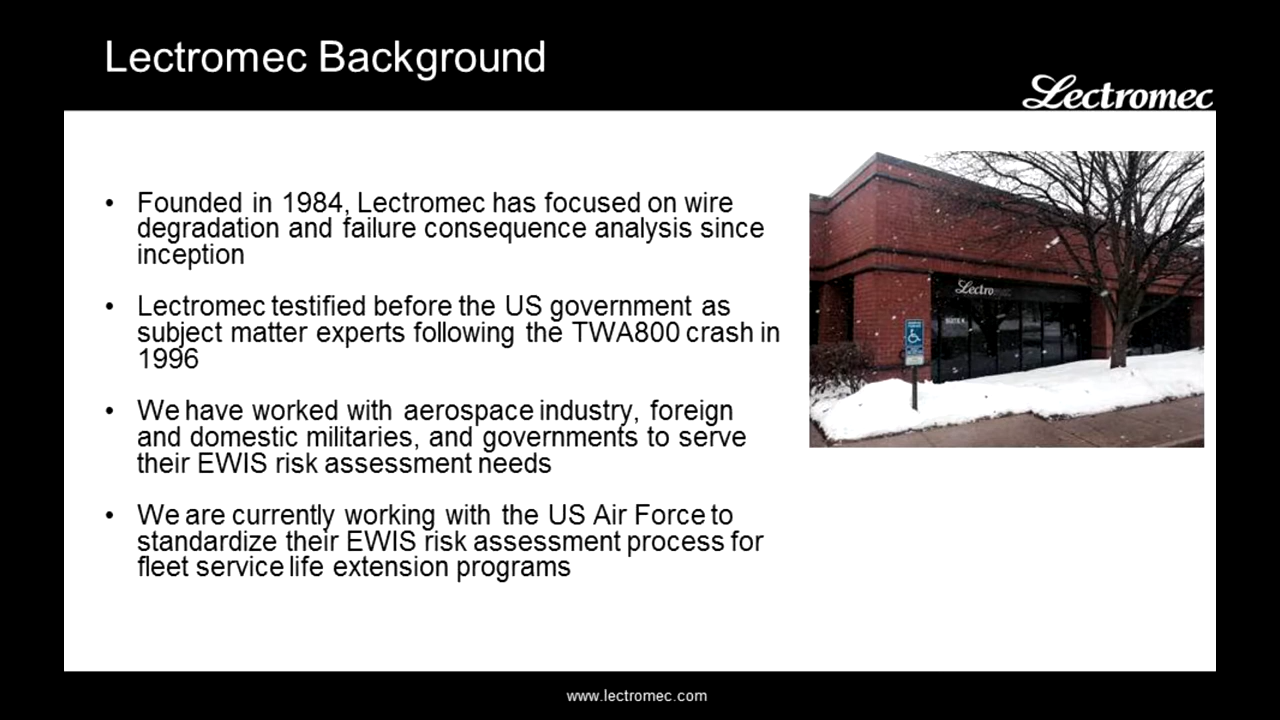 Lectromec Background
Lectromec
• Founded in 1984, Lectromec has focused on wire
degradation and failure consequence analysis since
inception
• Lectromec testified before the US government as
subject matter experts following the TWA800 crash in
1996
• We have worked with aerospace industry, foreign
and domestic militaries, and governments to serve
their EWIS risk assessment needs
• We are currently working with the US Air Force to
standardize their EWIS risk assessment process for
fleet service life extension programs
Lectro
www.lectromec.com